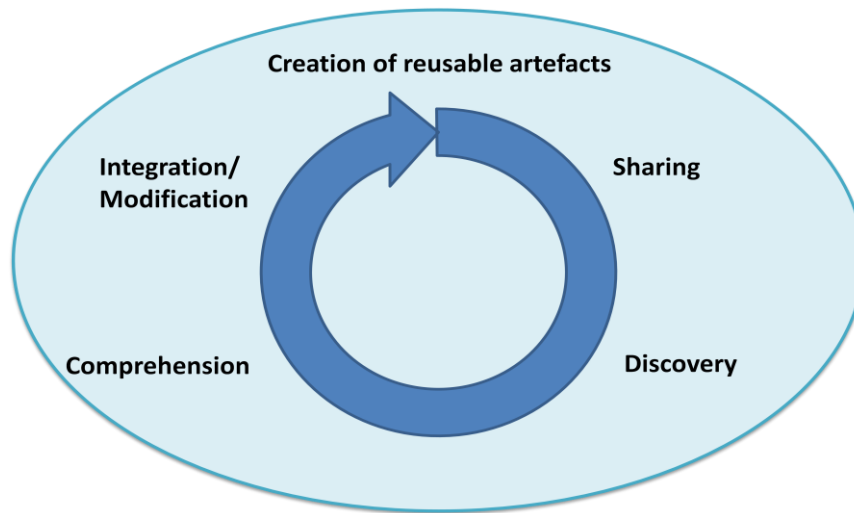 Creation of reusable artefacts
Integration/
Modification
Sharing
Comprehension
Discovery